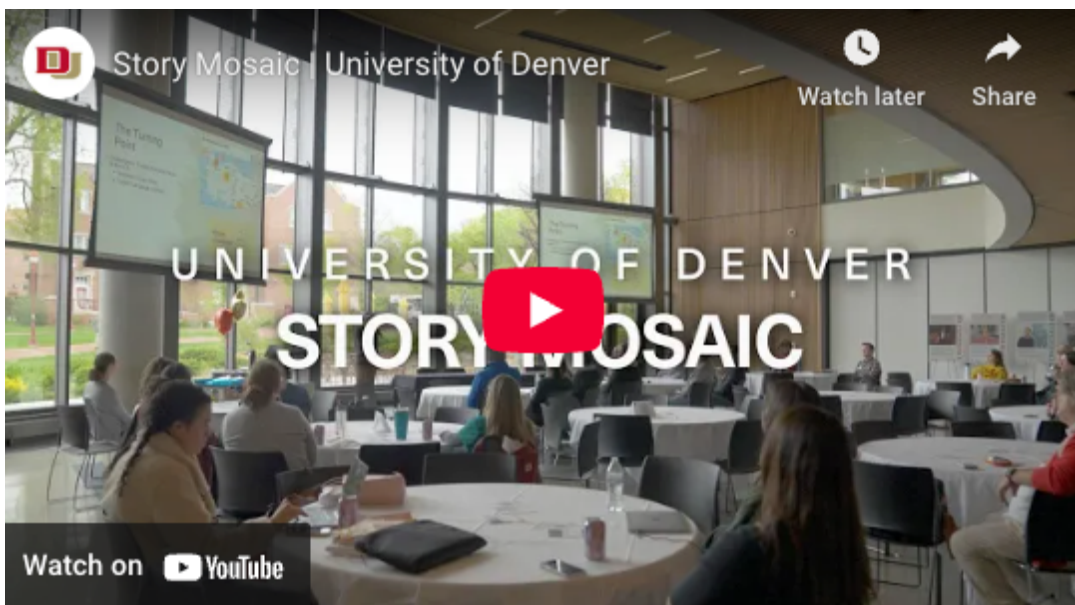 Story Mosaic | University of Denver
Watch later
Share
The Turning
Point
UNIVERSITY OF DENVER
STORY MOSAIC
Watch on YouTube